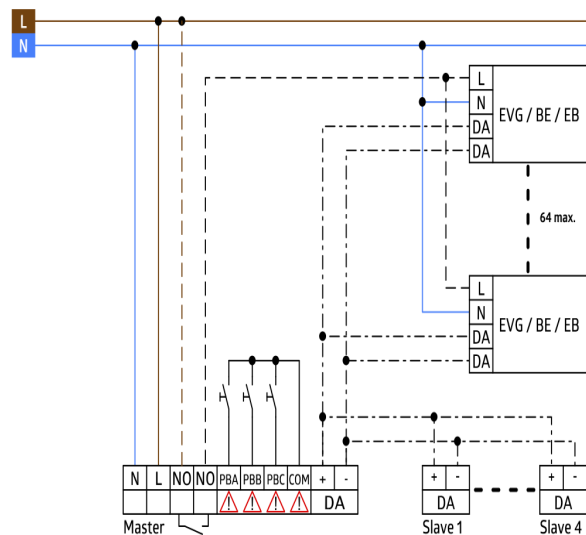 L
N
L
N
DA
DA
EVG / BE / EB
64 max.
L
N
DA
DA
EVG / BE / EB
N L NO NO PBA PBB PBC COM + -
DA
Master
+ -
DA
Slave 1
+ -
DA
Slave 4